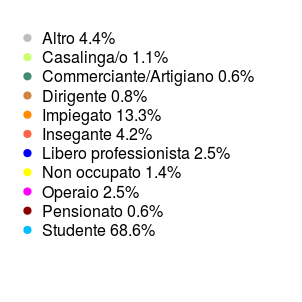 Altro 4.4%
Casalinga/o 1.1%
Commerciante/Artigiano 0.6%
Dirigente 0.8%
Impiegato 13.3%
Insegante 4.2%
Libero professionista 2.5%
Non occupato 1.4%
Operaio 2.5%
Pensionato 0.6%
Studente 68.6%